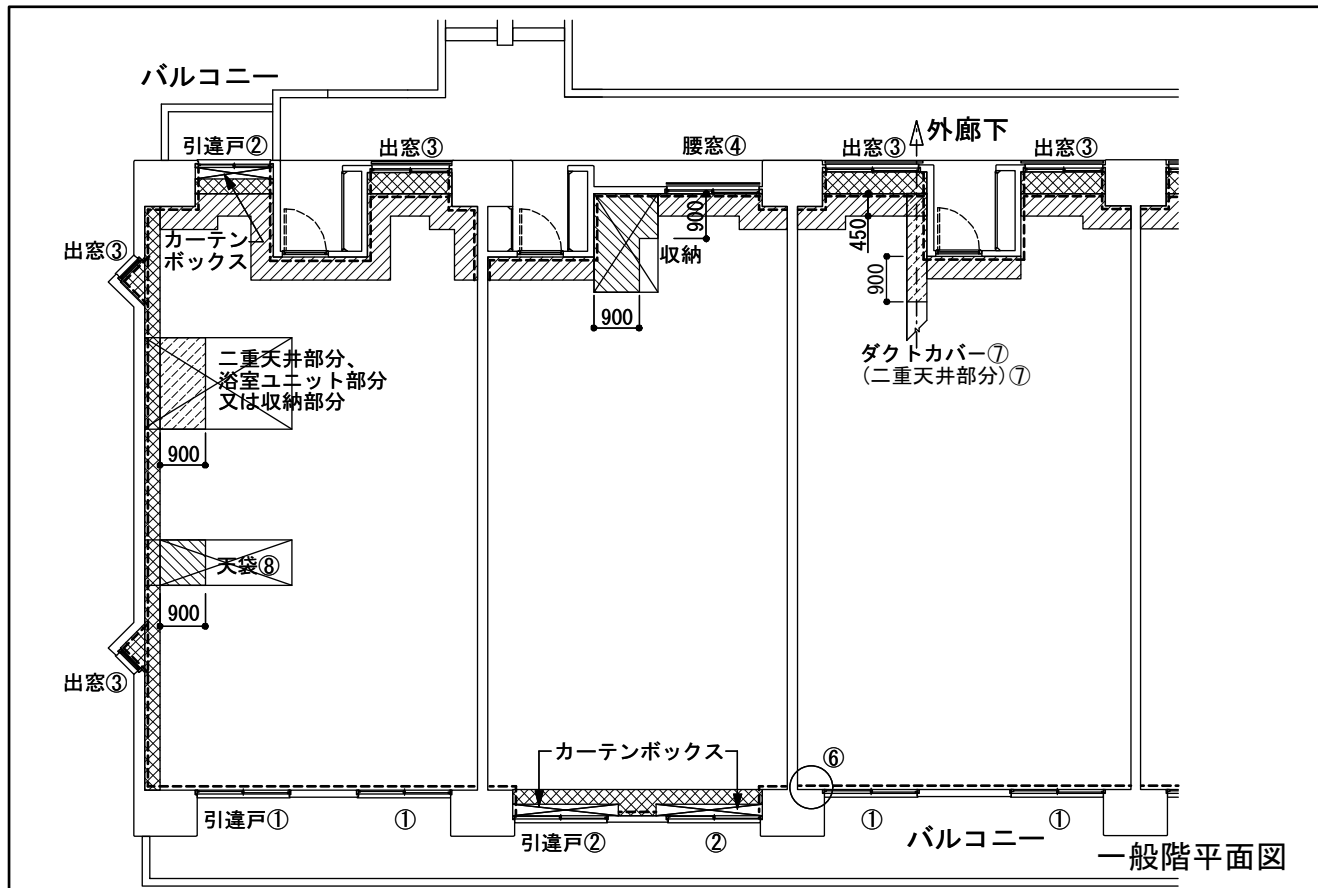 バルコニー
引違戸②
出窓③
腰窓④
出窓③
外廊下
出窓③
カーテン
ボックス
出窓③
900
収納
450
900
900
ダクトカバー⑦
(二重天井部分)⑦
二重天井部分、
浴室ユニット部分
又は収納部分
900
天袋⑧
900
出窓③
カーテンボックス
⑥
引違戸①
①
引違戸②
②
①
バルコニー
①
一般階平面図